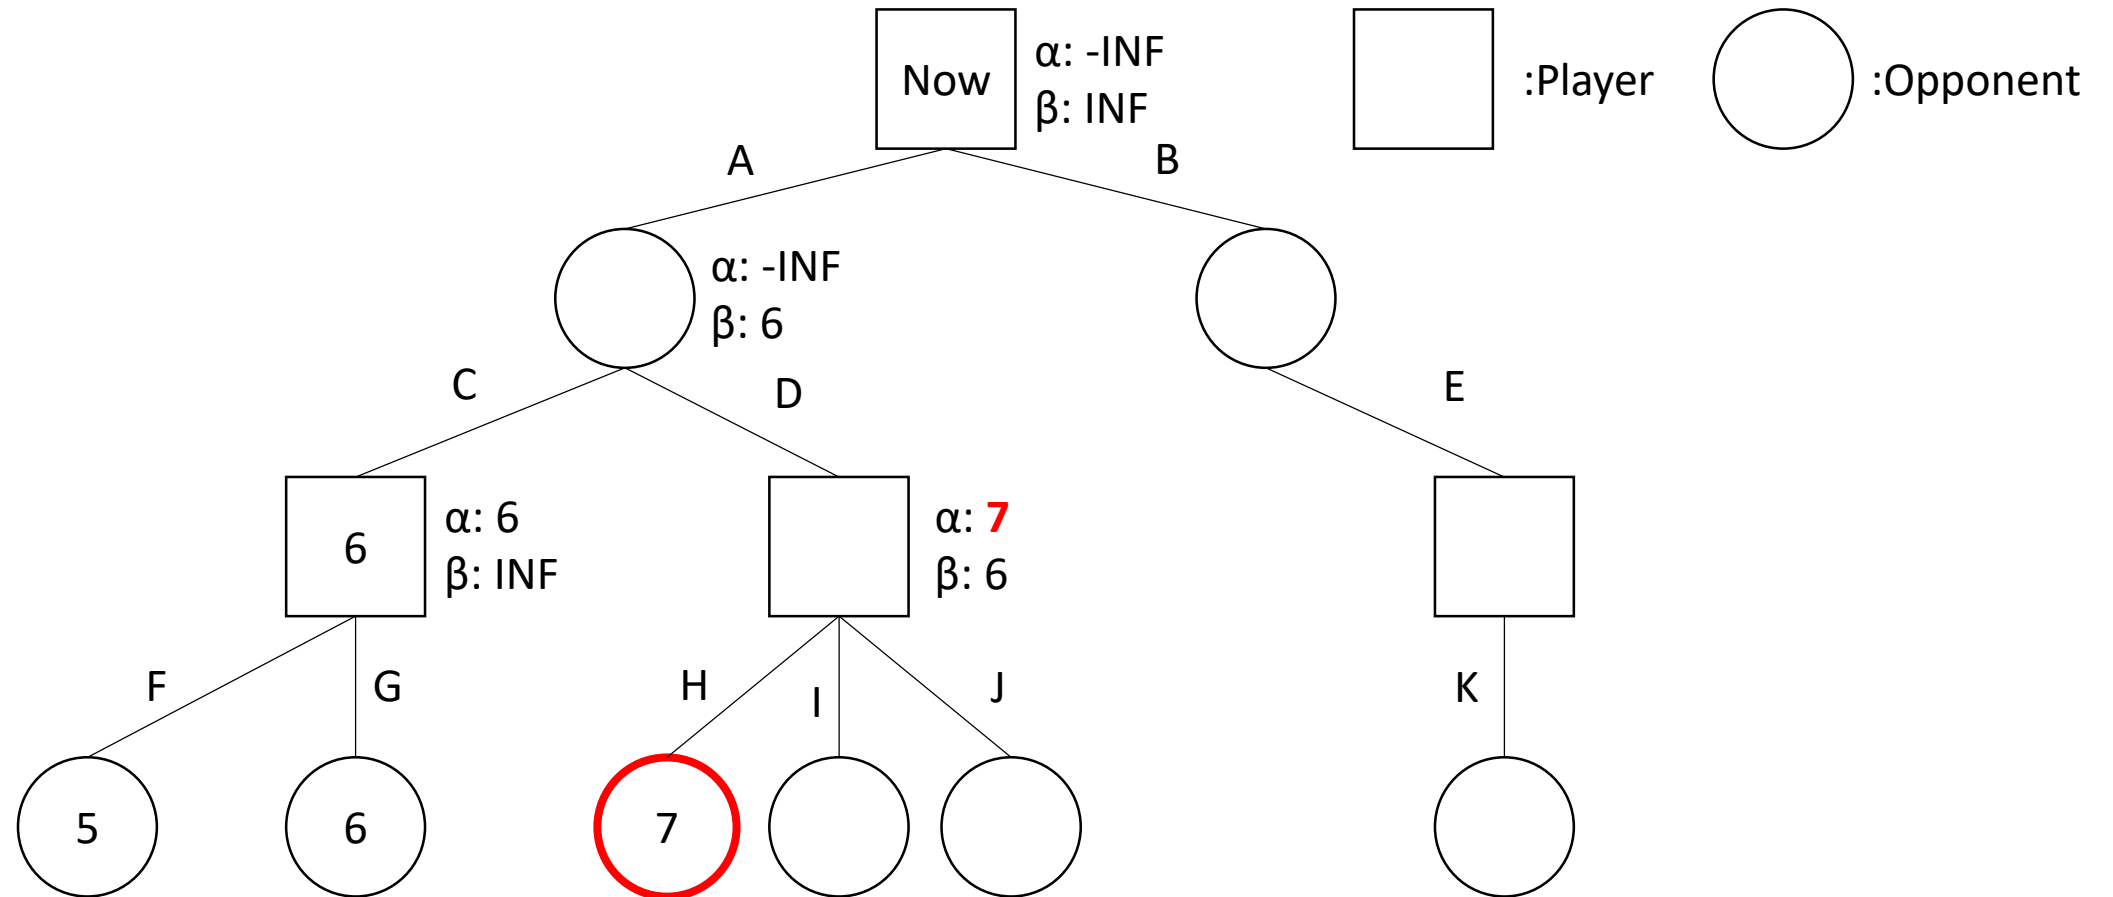 Now
α: -INF
β: INF
:Player
:Opponent
A
B
α: -INF
β: 6
C
D
E
6
α: 6
β: INF
α: 7
β: 6
F
G
H
I
J
K
5
6
7